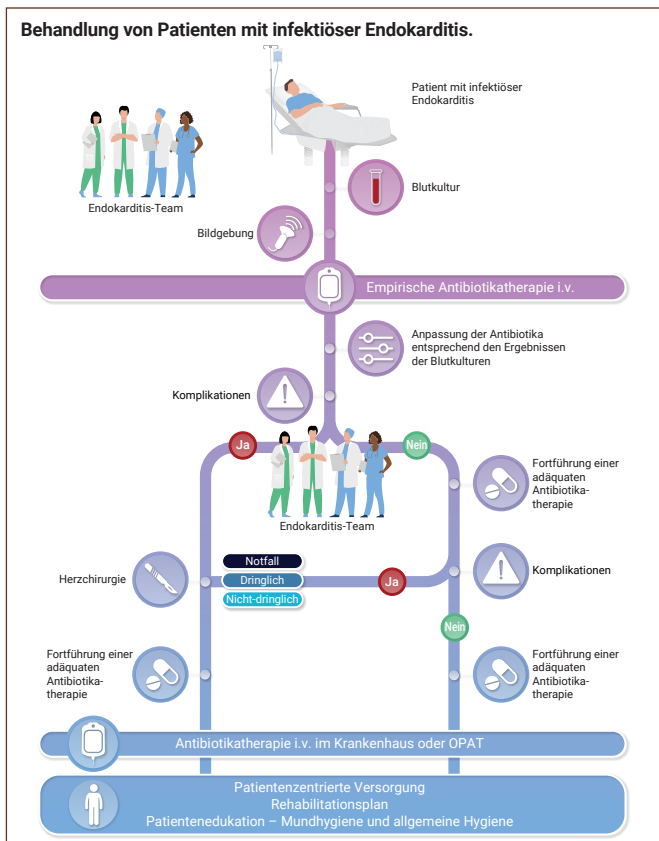 Behandlung von Patienten mit infektiöser Endokarditis.
Patient mit infektiöser
Endokarditis
Endokarditis-Team
Blutkultur
Bildgebung
Empirische Antibiotikatherapie i.v.
Anpassung der Antibiotika
entsprechend den Ergebnissen
der Blutkulturen
Komplikationen
Ja
Nein
Endokarditis-Team
Fortführung einer
adäquaten
Antibiotika-
therapie
Notfall
Dringlich
Nicht-dringlich
Herzchirurgie
Ja
Komplikationen
Nein
Fortführung einer
adäquaten
Antibiotika-
therapie
Fortführung einer
adäquaten
Antibiotika-
therapie
Antibiotikatherapie i.v. im Krankenhaus oder OPAT
Patientenzentrierte Versorgung
Rehabilitationsplan
Patientenedukation – Mundhygiene und allgemeine Hygiene